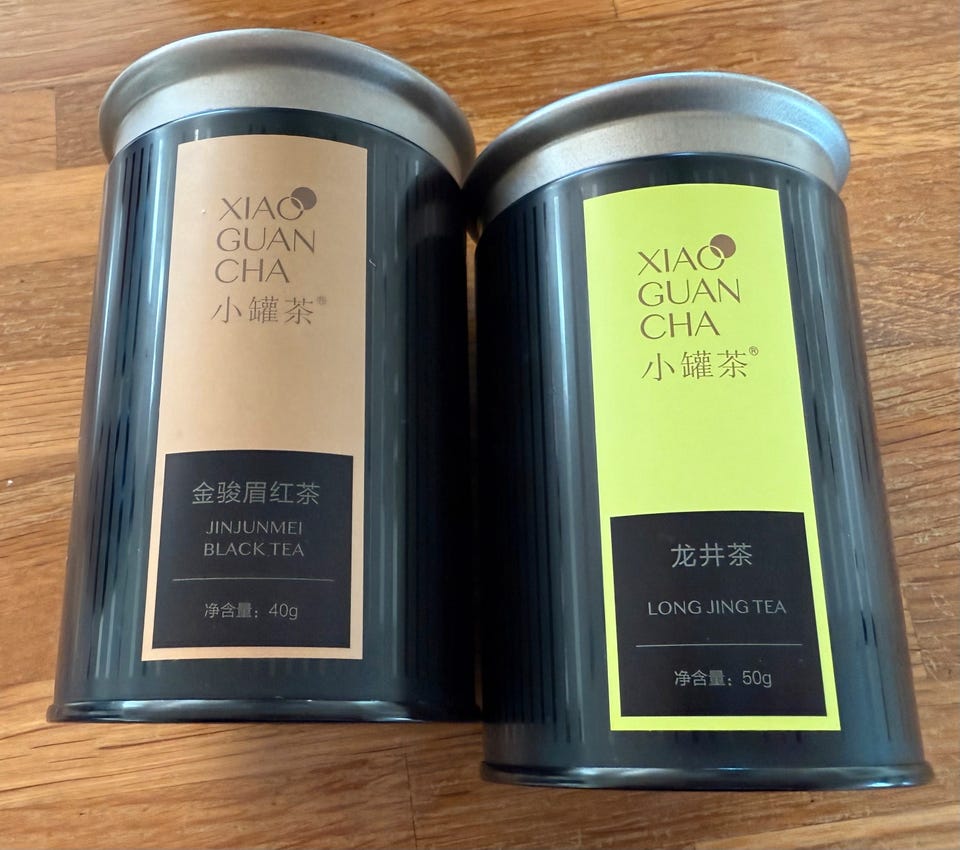 XIAO
GUAN
CHA
小罐茶®
金骏眉红茶
JINJUNMEI
BLACK TEA
净含量：40g
XIAO
GUAN
CHA
小罐茶®
龙井茶
LONG JING TEA
净含量：50g